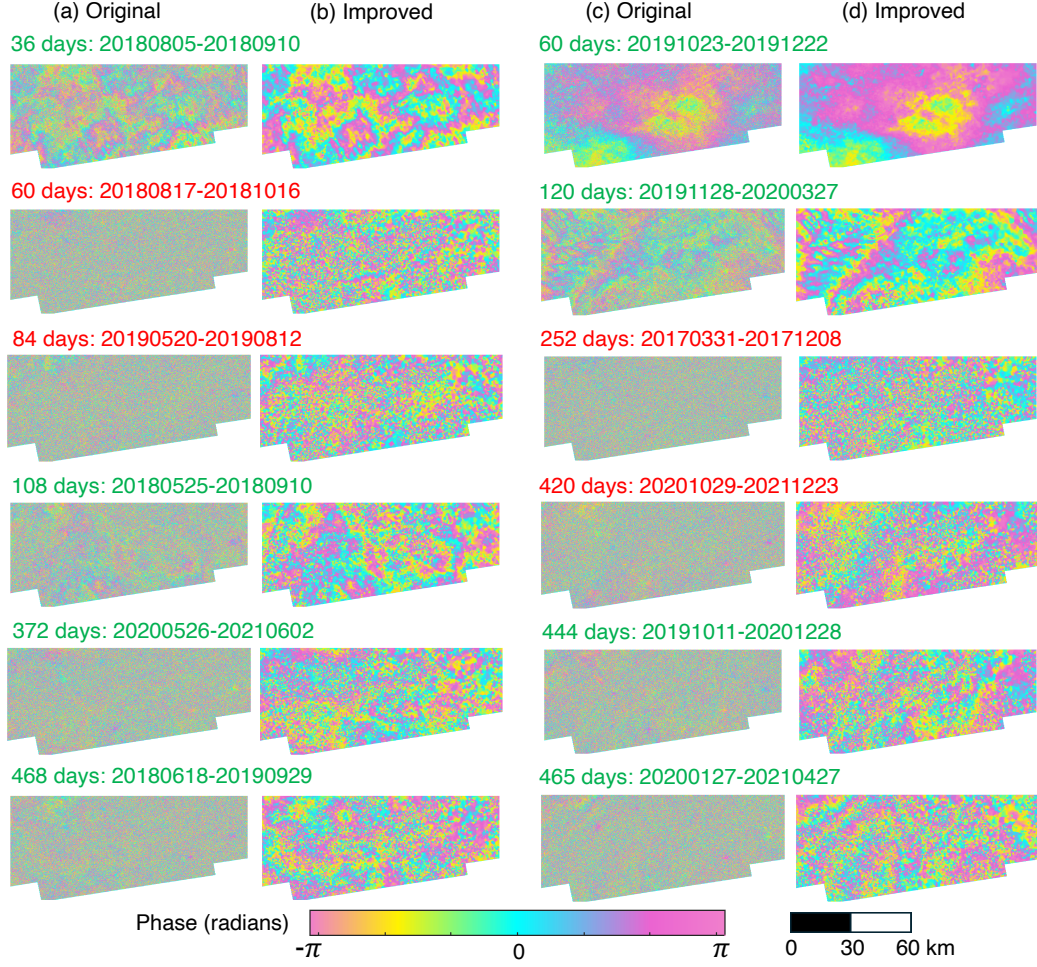 (a) Original (b) Improved (c) Original (d) Improved
36 days: 20180805-20180910 60 days: 20191023-20191222
60 days: 20180817-20181016 120 days: 20191128-20200327
84 days: 20190520-20190812 252 days: 20170331-20171208
108 days: 20180525-20180910 420 days: 20201029-20211223
372 days: 20200526-20210602 444 days: 20191011-20201228
468 days: 20180618-20190929 465 days: 20200127-20210427
Phase (radians)
-π 0 π
0 30 60 km